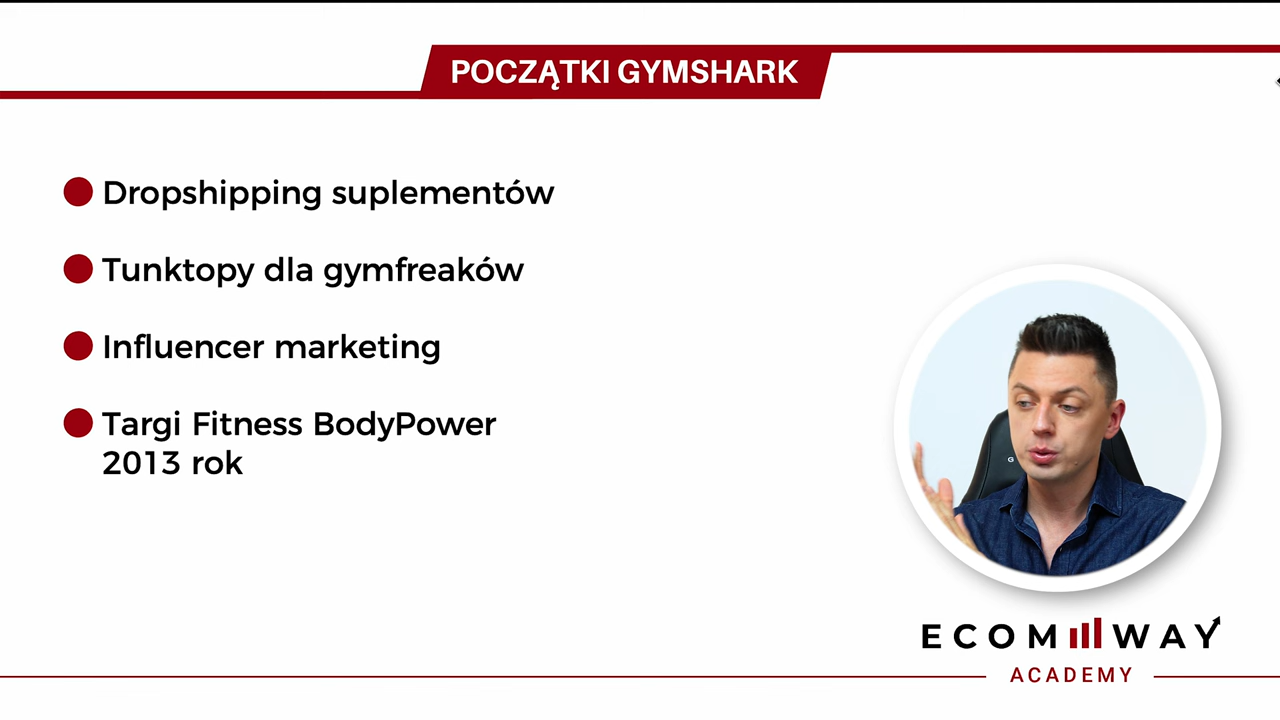 POCZĄTKI GYMSHARK
Dropshipping suplementów
Tunktopy dla gymfreaków
Influencer marketing
Targi Fitness BodyPower
2013 rok
G
ECOM WAY
ACADEMY